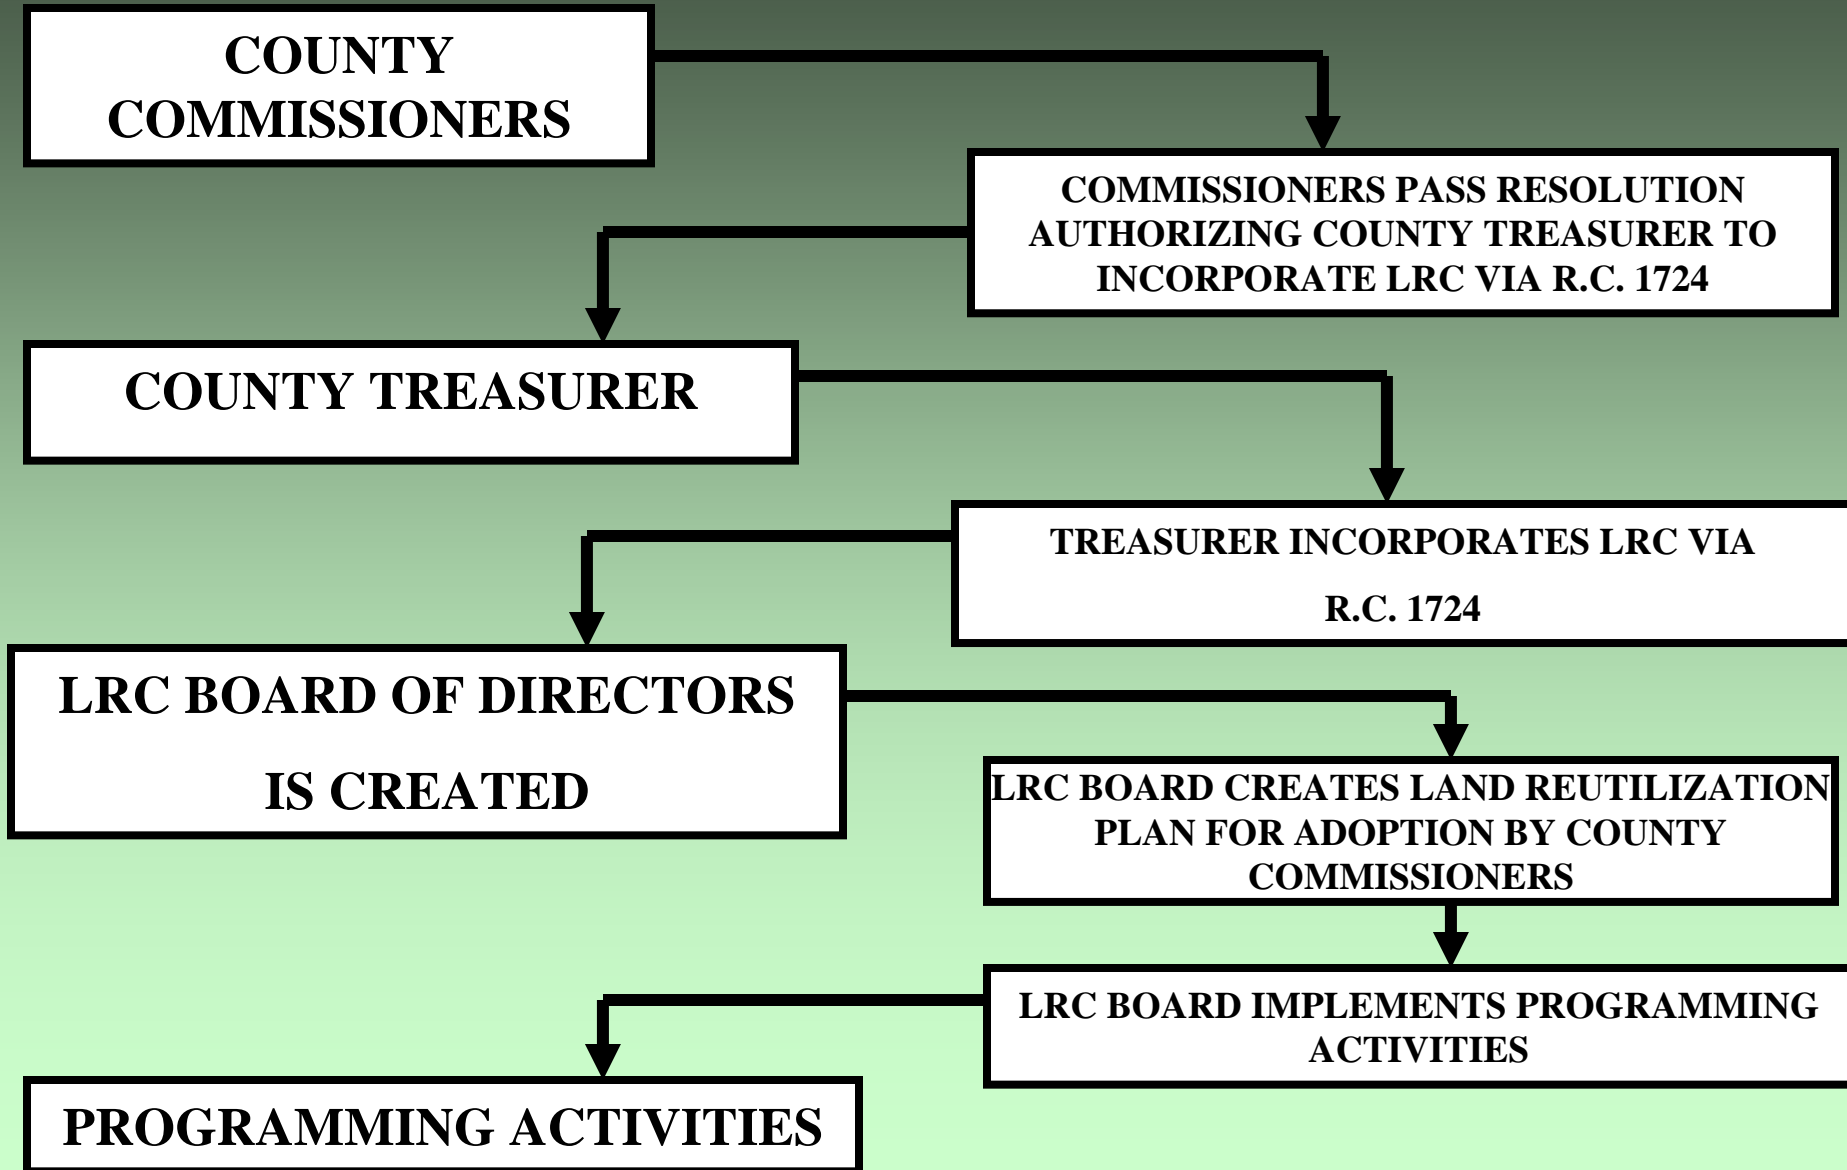 COUNTY
COMMISSIONERS
COMMISSIONERS PASS RESOLUTION
AUTHORIZING COUNTY TREASURER TO
INCORPORATE LRC VIA R.C. 1724
COUNTY TREASURER
TREASURER INCORPORATES LRC VIA
R.C. 1724
LRC BOARD OF DIRECTORS
IS CREATED
LRC BOARD CREATES LAND REUTILIZATION
PLAN FOR ADOPTION BY COUNTY
COMMISSIONERS
LRC BOARD IMPLEMENTS PROGRAMMING
ACTIVITIES
PROGRAMMING ACTIVITIES